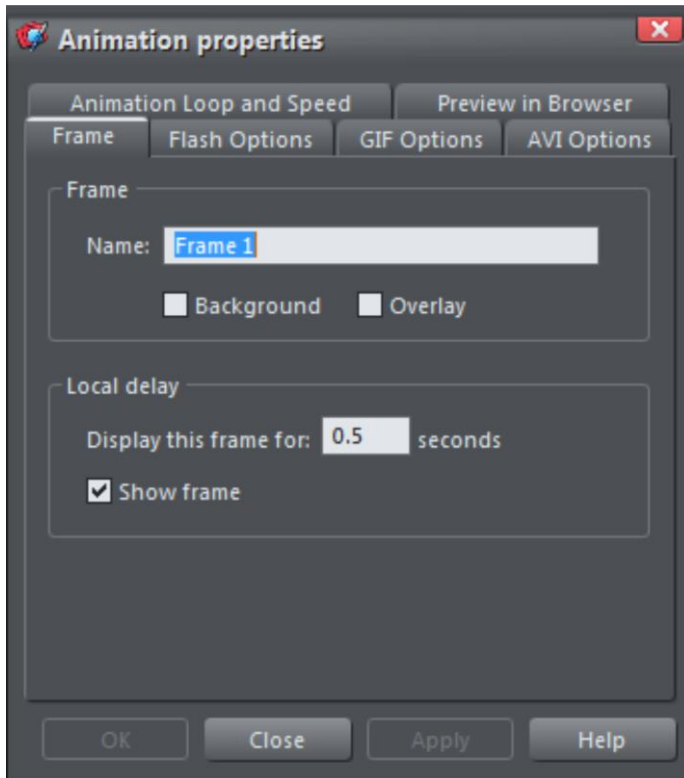 Animation properties
Animation Loop and Speed Preview in Browser
Frame Flash Options GIF Options AVI Options
Frame
Name: Frame 1
Background Overlay
Local delay
Display this frame for: 0.5 seconds
Show frame
OK Close Apply Help